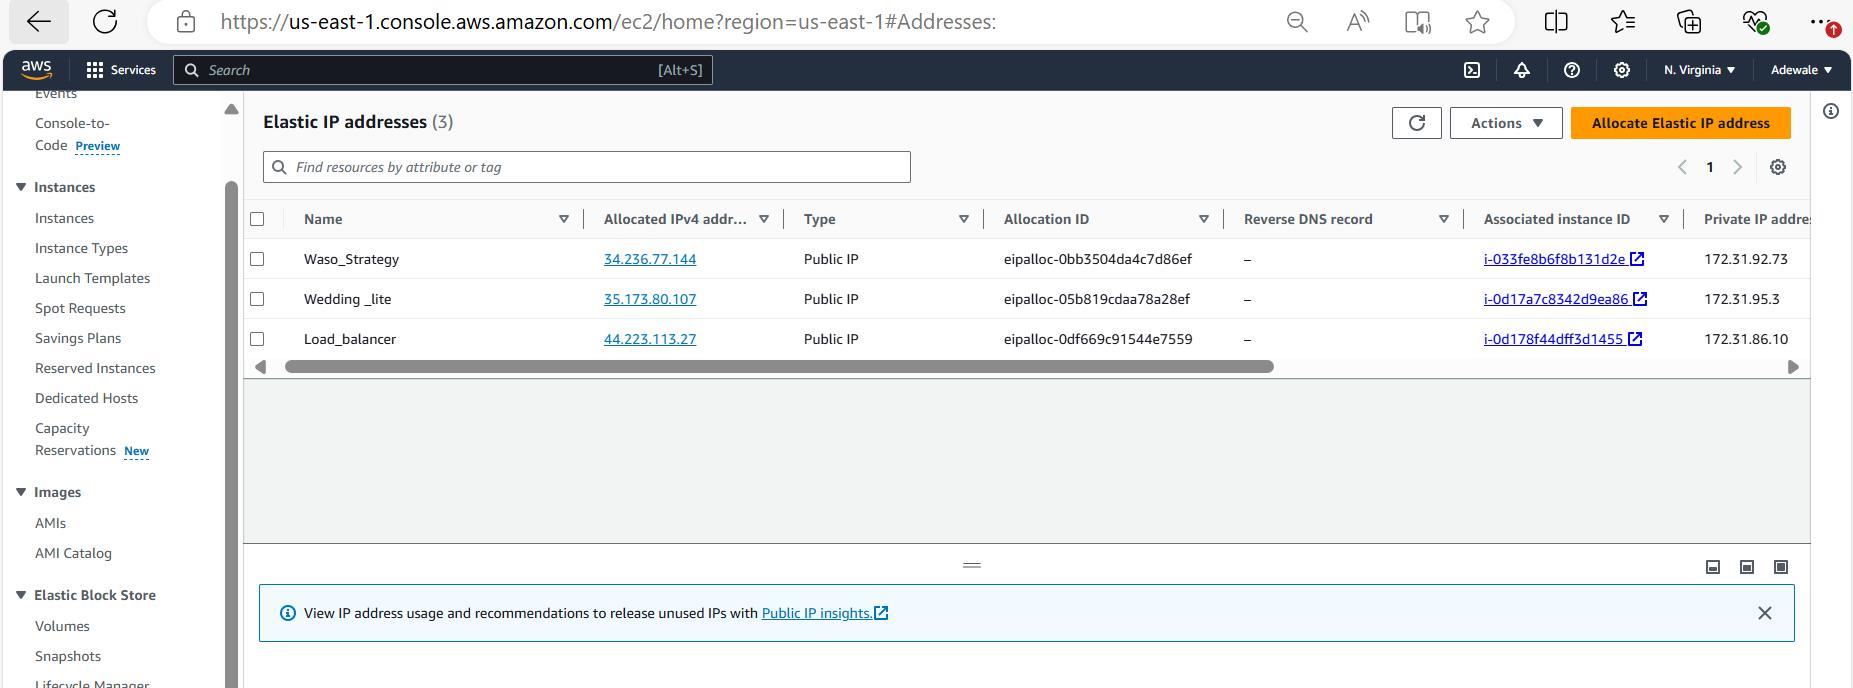 https://us-east-1.console.aws.amazon.com/ec2/home?region=us-east-1#Addresses:
aws Services Search [Alt+S] N. Virginia Adewale
Events
Console-to-
Code Preview
Instances
Instances
Instance Types
Launch Templates
Spot Requests
Savings Plans
Reserved Instances
Dedicated Hosts
Capacity
Reservations New
Images
AMIs
AMI Catalog
Elastic Block Store
Volumes
Snapshots
Lifecycle Manager
Elastic IP addresses (3)
Actions Allocate Elastic IP address
Find resources by attribute or tag
1
Name Allocated IPv4 addr... Type Allocation ID Reverse DNS record Associated instance ID Private IP addre
Waso_Strategy 34.236.77.144 Public IP eipalloc-0bb3504da4c7d86ef – i-033fe8b6f8b131d2e 172.31.92.73
Wedding _lite 35.173.80.107 Public IP eipalloc-05b819cdaa78a28ef – i-0d17a7c8342d9ea86 172.31.95.3
Load_balancer 44.223.113.27 Public IP eipalloc-0df669c91544e7559 – i-0d178f44dff3d1455 172.31.86.10
View IP address usage and recommendations to release unused IPs with Public IP insights.